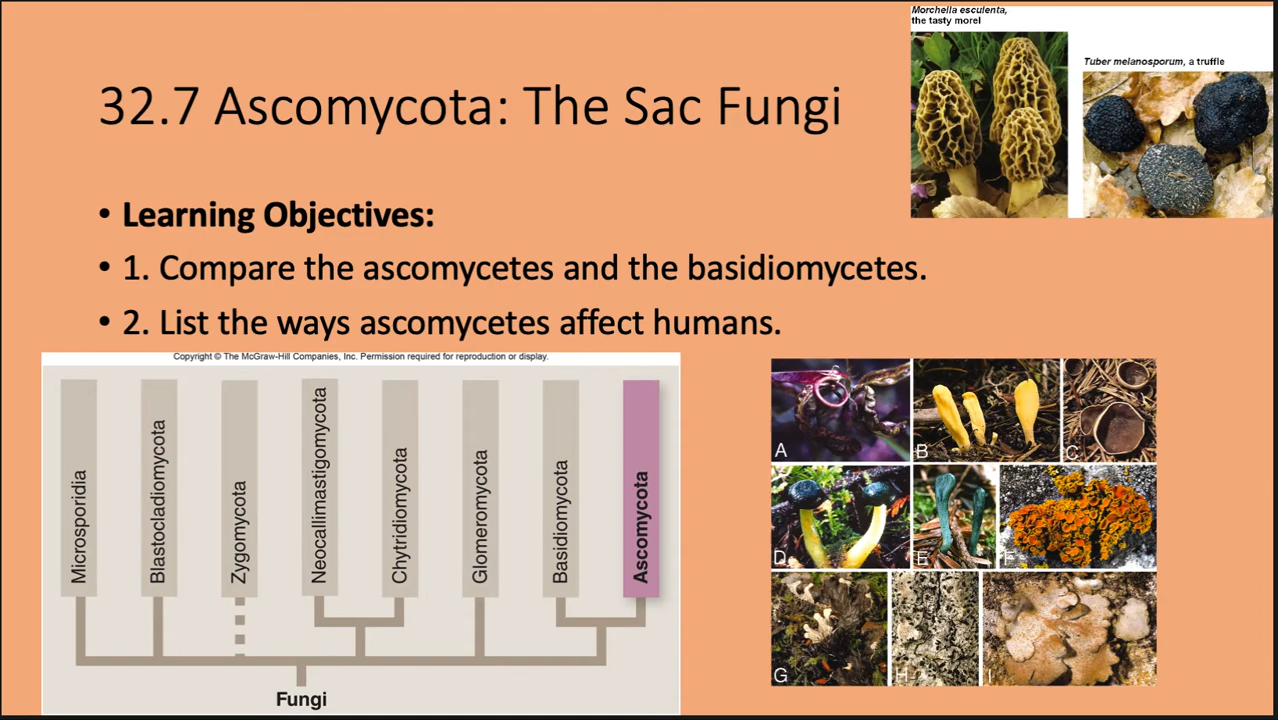 Morchella esculenta,
the tasty morel
Tuber melanosporum, a truffle
32.7 Ascomycota: The Sac Fungi
• Learning Objectives:
• 1. Compare the ascomycetes and the basidiomycetes.
• 2. List the ways ascomycetes affect humans.
Copyright © The McGraw-Hill Companies, Inc. Permission required for reproduction or display.
Microsporidia
Blastocladiomycota
Zygomycota
Neocallimastigomycota
Chytridiomycota
Glomeromycota
Basidiomycota
Ascomycota
Fungi
A
B
C
D
E
F
G
H
I